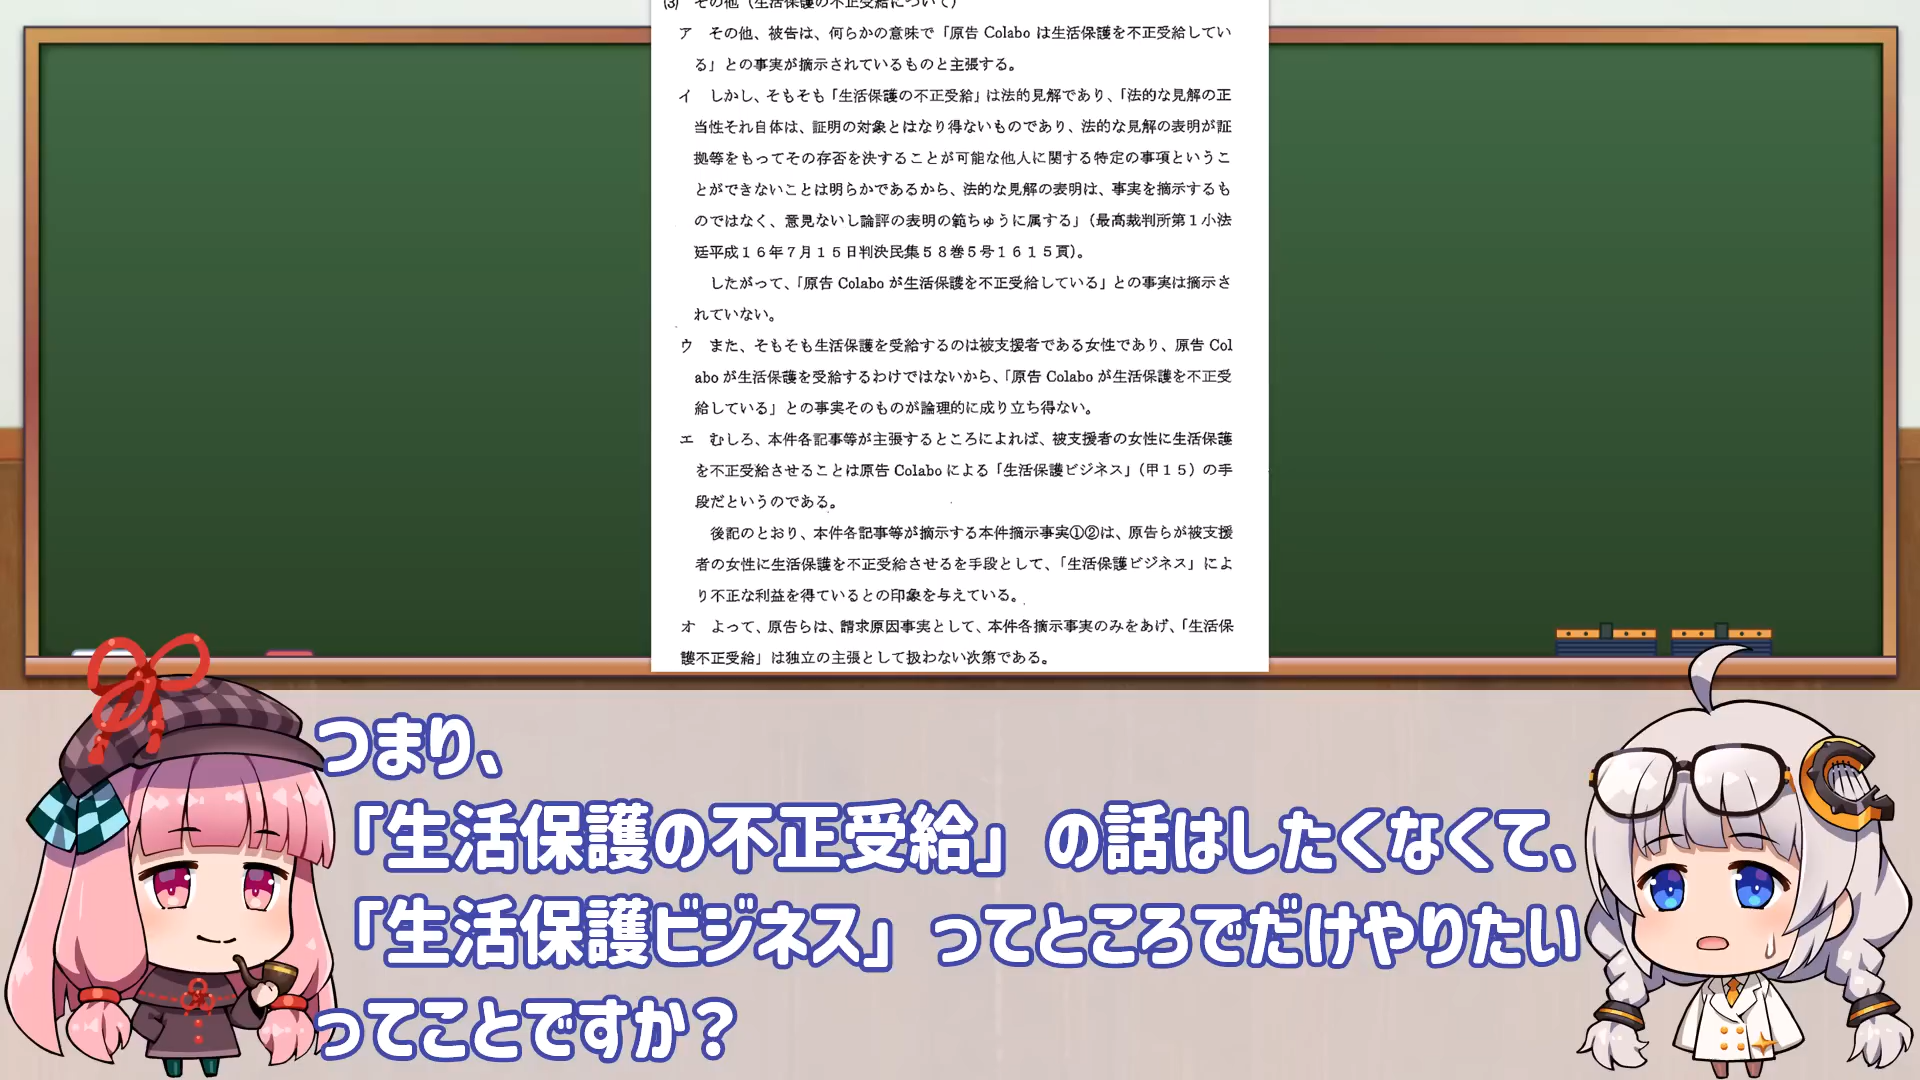 (3)　その他（生活保護の不正受給について）
ア　その他、被告は、何らかの意味で「原告 Colabo は生活保護を不正受給してい
る」との事実が摘示されているものと主張する。
イ　しかし、そもそも「生活保護の不正受給」は法的見解であり、「法的な見解の正
当性それ自体は、証明の対象とはなり得ないものであり、法的な見解の表明が証
拠等をもってその存否を決することが可能な他人に関する特定の事項というこ
とができないことは明らかであるから、法的な見解の表明は、事実を摘示するも
のではなく、意見ないし論評の表明の範ちゅうに属する」（最高裁判所第１小法
廷平成１６年７月１５日判決民集５８巻５号１６１５頁）。
したがって、「原告 Colabo が生活保護を不正受給している」との事実は摘示さ
れていない。
ウ　また、そもそも生活保護を受給するのは被支援者である女性であり、原告 Col
abo が生活保護を受給するわけではないから、「原告 Colabo が生活保護を不正受
給している」との事実そのものが論理的に成り立ち得ない。
エ　むしろ、本件各記事等が主張するところによれば、被支援者の女性に生活保護
を不正受給させることは原告 Colabo による「生活保護ビジネス」（甲１５）の手
段だというのである。
後記のとおり、本件各記事等が摘示する本件摘示事実①②は、原告らが被支援
者の女性に生活保護を不正受給させるを手段として、「生活保護ビジネス」によ
り不正な利益を得ているとの印象を与えている。
オ　よって、原告らは、請求原因事実として、本件各摘示事実のみをあげ、「生活保
護不正受給」は独立の主張として扱わない次第である。
つまり、
「生活保護の不正受給」の話はしたくなくて、
「生活保護ビジネス」ってところでだけやりたい
ってことですか？